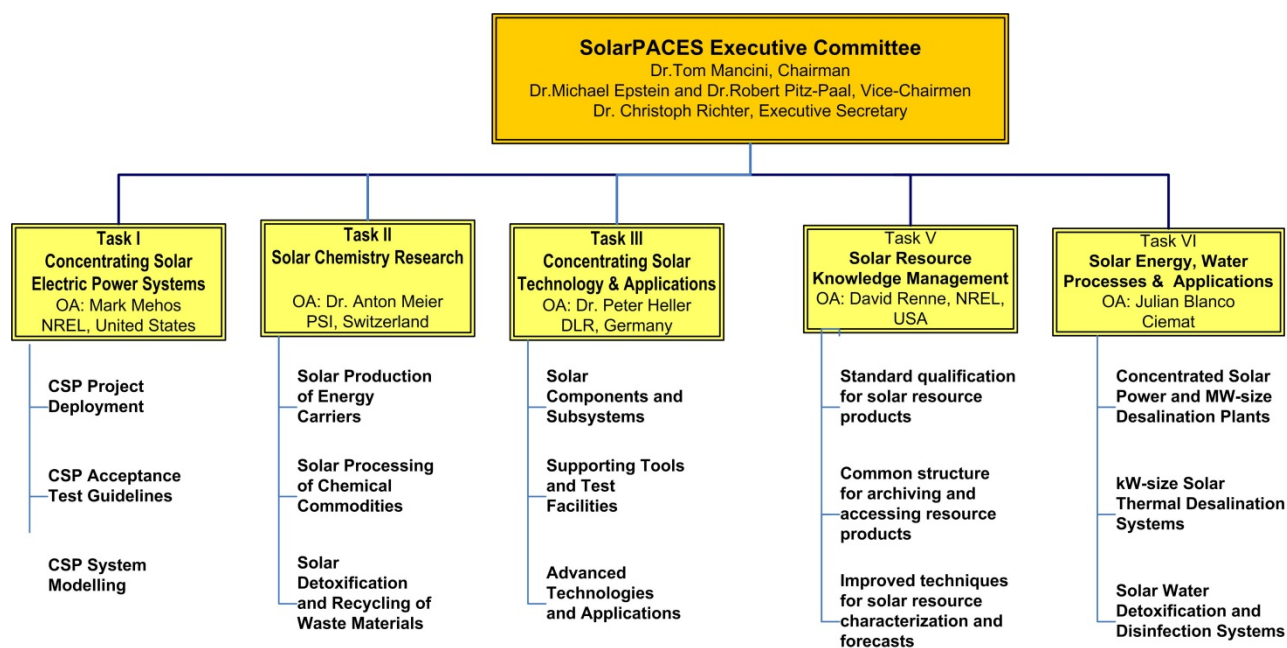 SolarPACES Executive Committee
Dr.Tom Mancini, Chairman
Dr.Michael Epstein and Dr.Robert Pitz-Paal, Vice-Chairmen
Dr. Christoph Richter, Executive Secretary
Task I
Concentrating Solar
Electric Power Systems
OA: Mark Mehos
NREL, United States
CSP Project
Deployment
CSP Acceptance
Test Guidelines
CSP System
Modelling
Task II
Solar Chemistry Research
OA: Dr. Anton Meier
PSI, Switzerland
Solar Production
of Energy
Carriers
Solar Processing
of Chemical
Commodities
Solar
Detoxification
and Recycling of
Waste Materials
Task III
Concentrating Solar
Technology & Applications
OA: Dr. Peter Heller
DLR, Germany
Solar
Components and
Subsystems
Supporting Tools
and Test
Facilities
Advanced
Technologies
and Applications
Task V
Solar Resource
Knowledge Management
OA: David Renne, NREL,
USA
Standard qualification
for solar resource
products
Common structure
for archiving and
accessing resource
products
Improved techniques
for solar resource
characterization and
forecasts
Task VI
Solar Energy, Water
Processes & Applications
OA: Julian Blanco
Ciemat
Concentrated Solar
Power and MW-size
Desalination Plants
kW-size Solar
Thermal Desalination
Systems
Solar Water
Detoxification and
Disinfection Systems